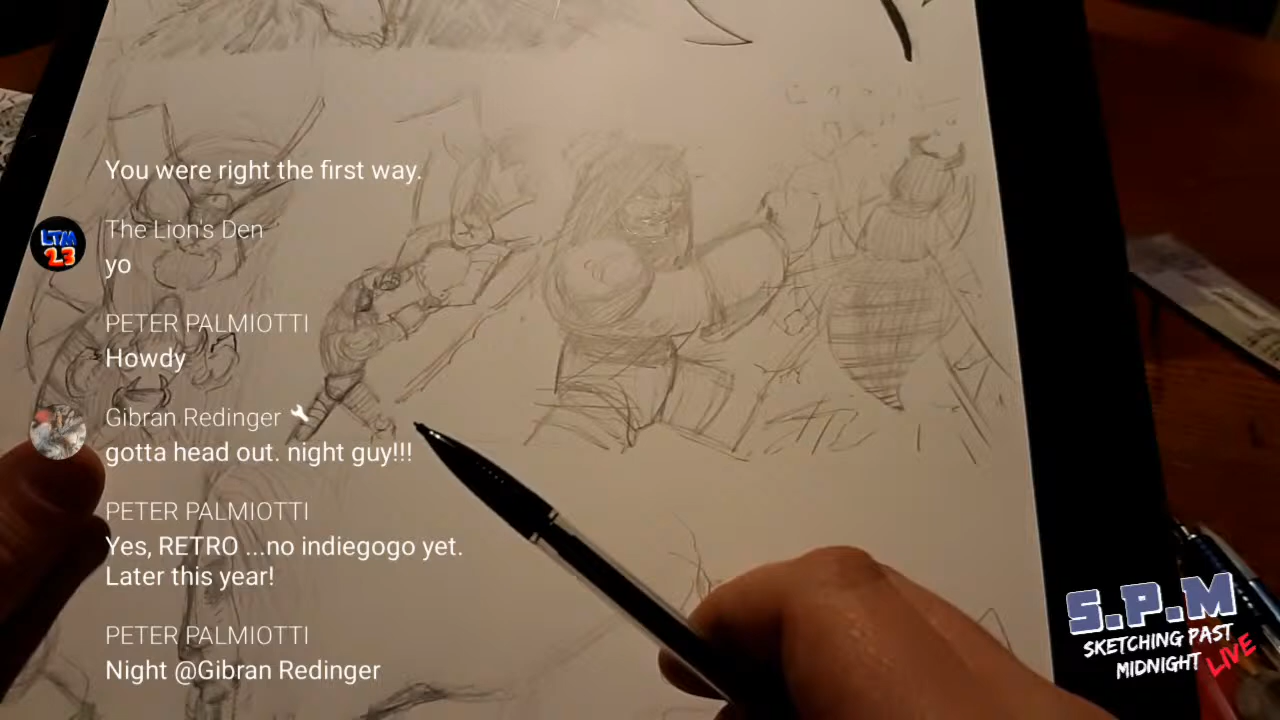 You were right the first way.
The Lion's Den
yo
PETER PALMIOTTI
Howdy
Gibran Redinger
gotta head out. night guy!!!
PETER PALMIOTTI
Yes, RETRO ...no indiegogo yet.
Later this year!
PETER PALMIOTTI
Night @Gibran Redinger
LTM
23
S.P.M
SKETCHING PAST
MIDNIGHT LIVE